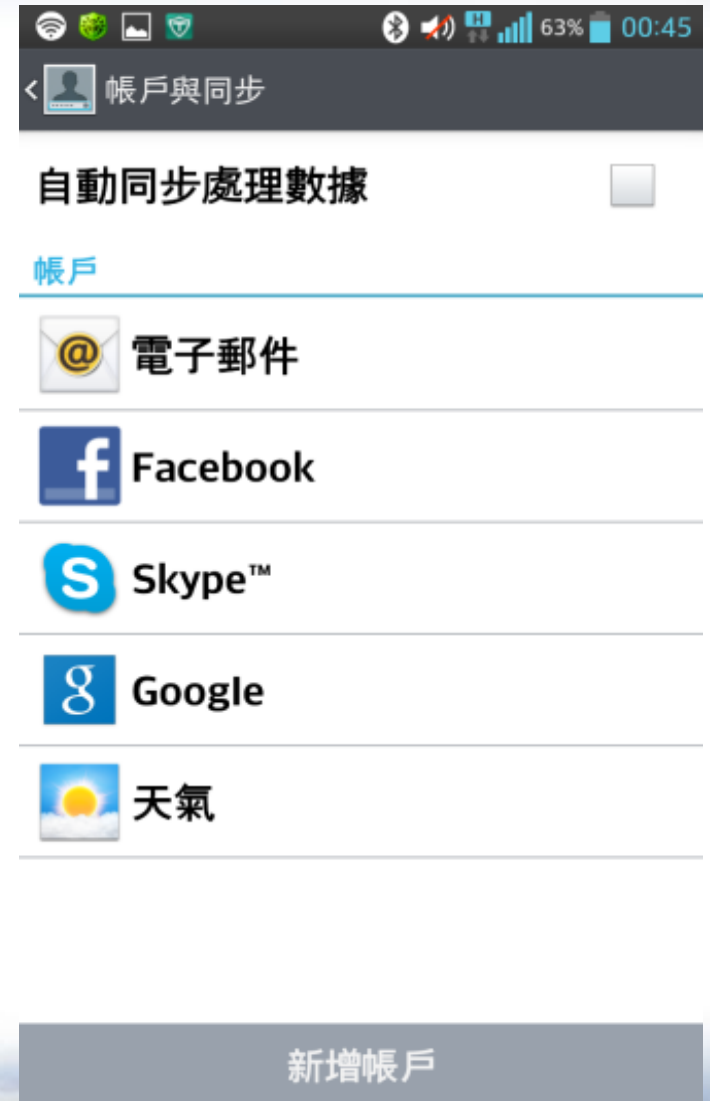 H 63% 00:45
帳戶與同步
自動同步處理數據
帳戶
@ 電子郵件
f Facebook
S Skype™
g Google
天氣
新增帳戶